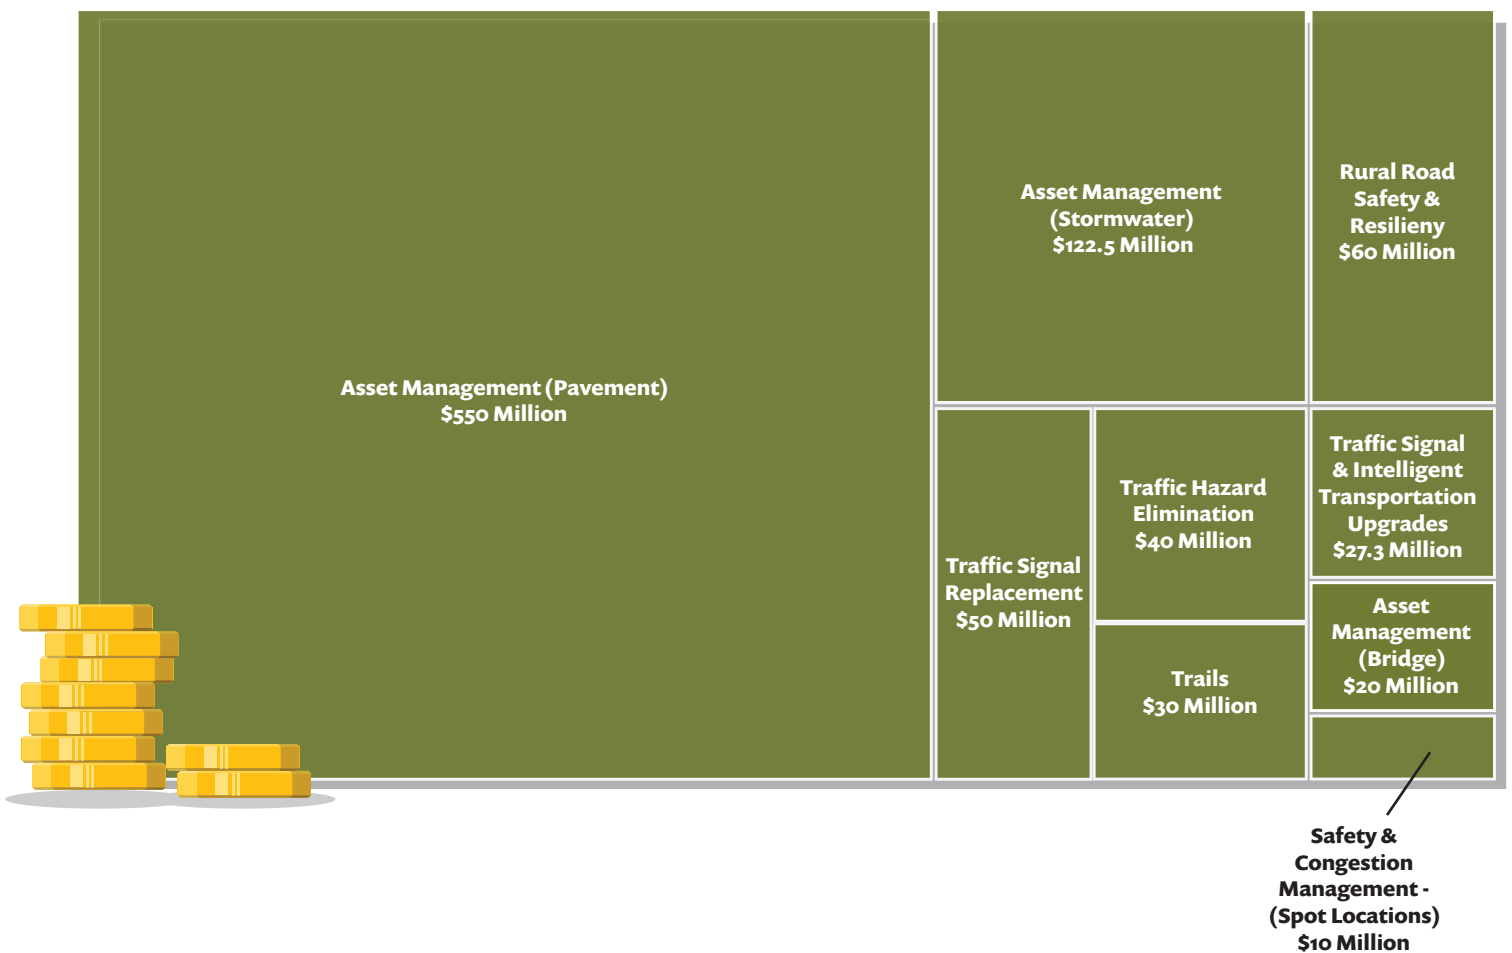 Asset Management (Pavement)
$550 Million
Asset Management
(Stormwater)
$122.5 Million
Rural Road
Safety &
Resilieny
$60 Million
Traffic Signal
Replacement
$50 Million
Traffic Hazard
Elimination
$40 Million
Trails
$30 Million
Traffic Signal
& Intelligent
Transportation
Upgrades
$27.3 Million
Asset
Management
(Bridge)
$20 Million
Safety &
Congestion
Management -
(Spot Locations)
$10 Million